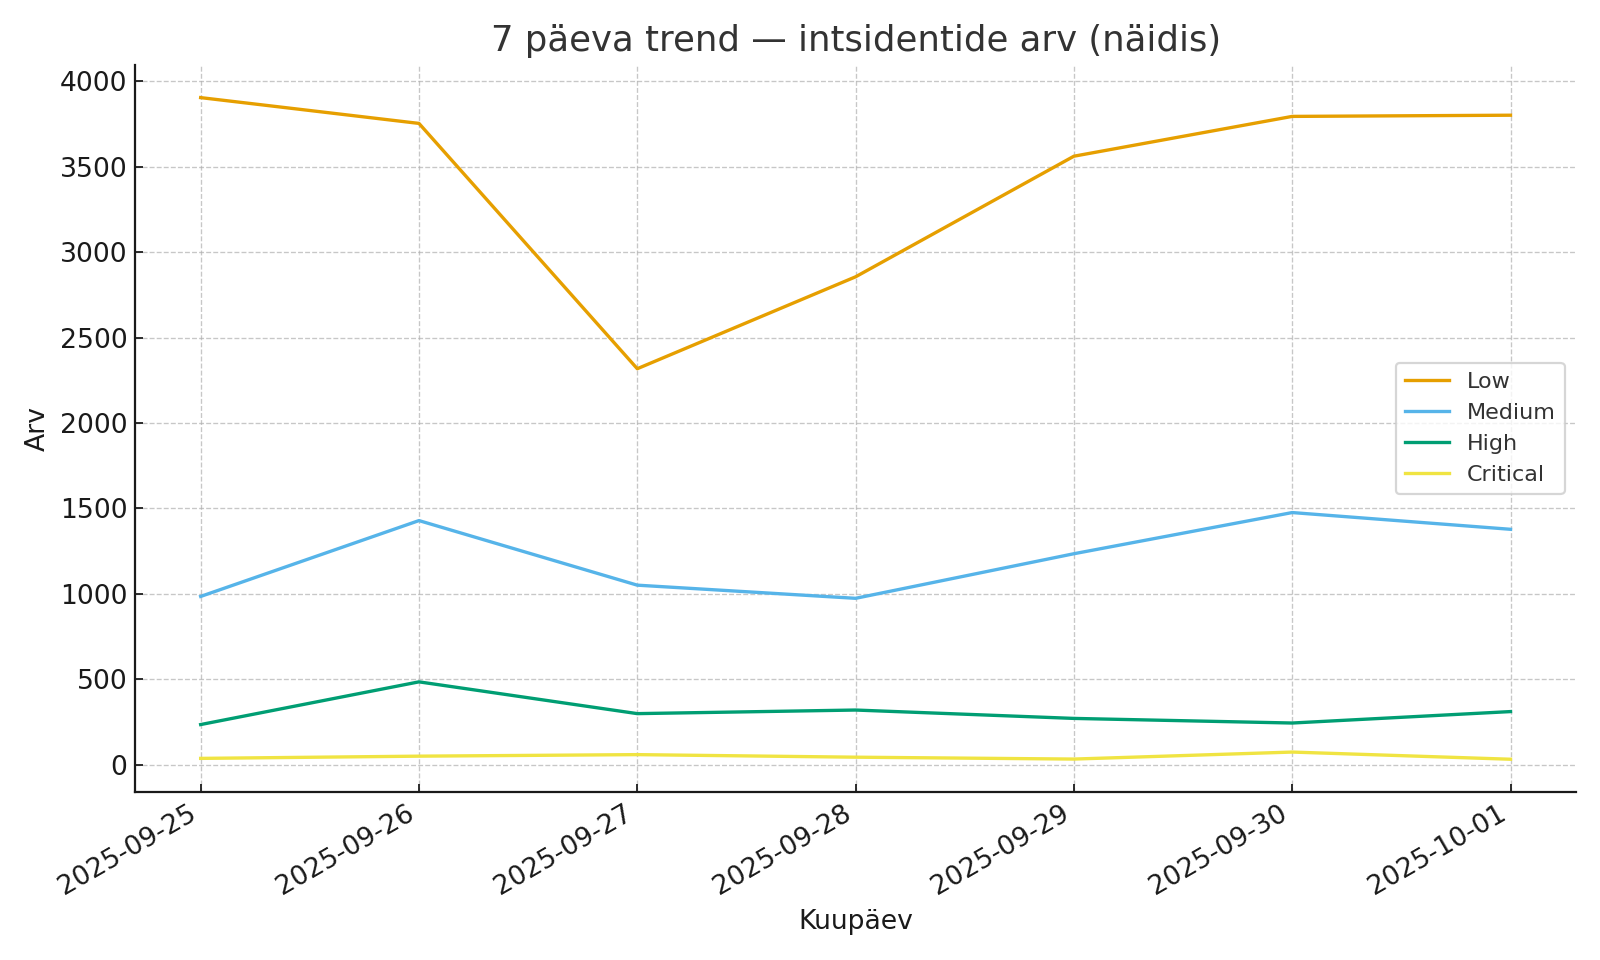 7 päeva trend — intsidentide arv (näidis)
4000
3500
3000
2500
2000
1500
1000
500
0
Arv
Low
Medium
High
Critical
2025-09-25
2025-09-26
2025-09-27
2025-09-28
2025-09-29
2025-09-30
2025-10-01
Kuupäev